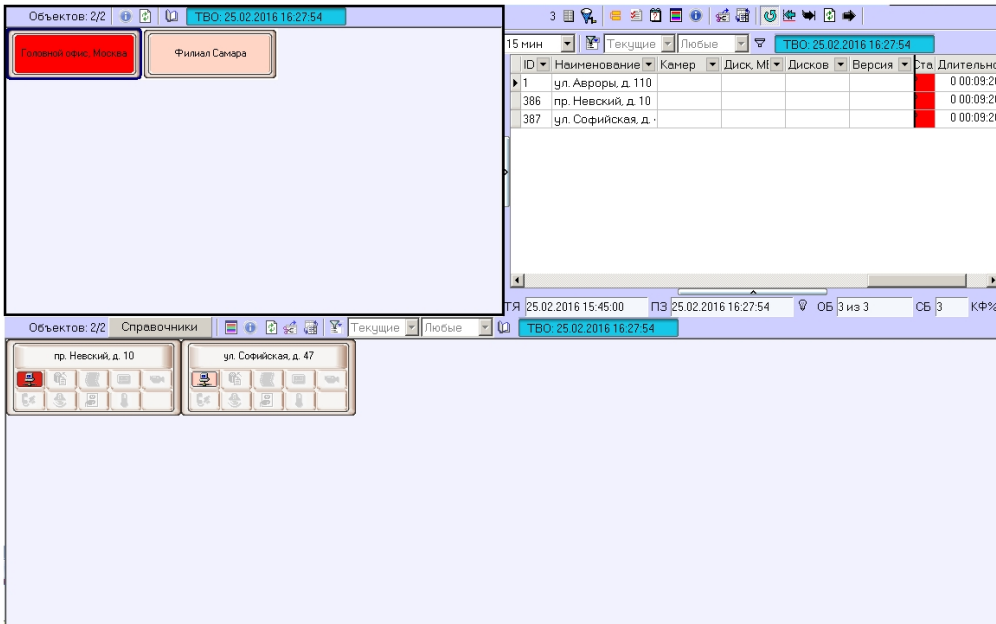 Объектов: 2/2 ТВО: 25.02.2016 16:27:54
Головной офис, Москва Филиал Самара
3
15 мин Текущие Любые ТВО: 25.02.2016 16:27:54
ID Наименование Камер Диск, МЕ Дисков Версия Ста Длительно
1 ул. Авроры, д. 110 0 00:09:20
386 пр. Невский, д. 10 0 00:09:20
387 ул. Софийская, д. 0 00:09:20
ТЯ 25.02.2016 15:45:00 ПЗ 25.02.2016 16:27:54 ОБ 3 из 3 СБ 3 КФ%
Объектов: 2/2 Справочники Текущие Любые ТВО: 25.02.2016 16:27:54
пр. Невский, д. 10 ул. Софийская, д. 47